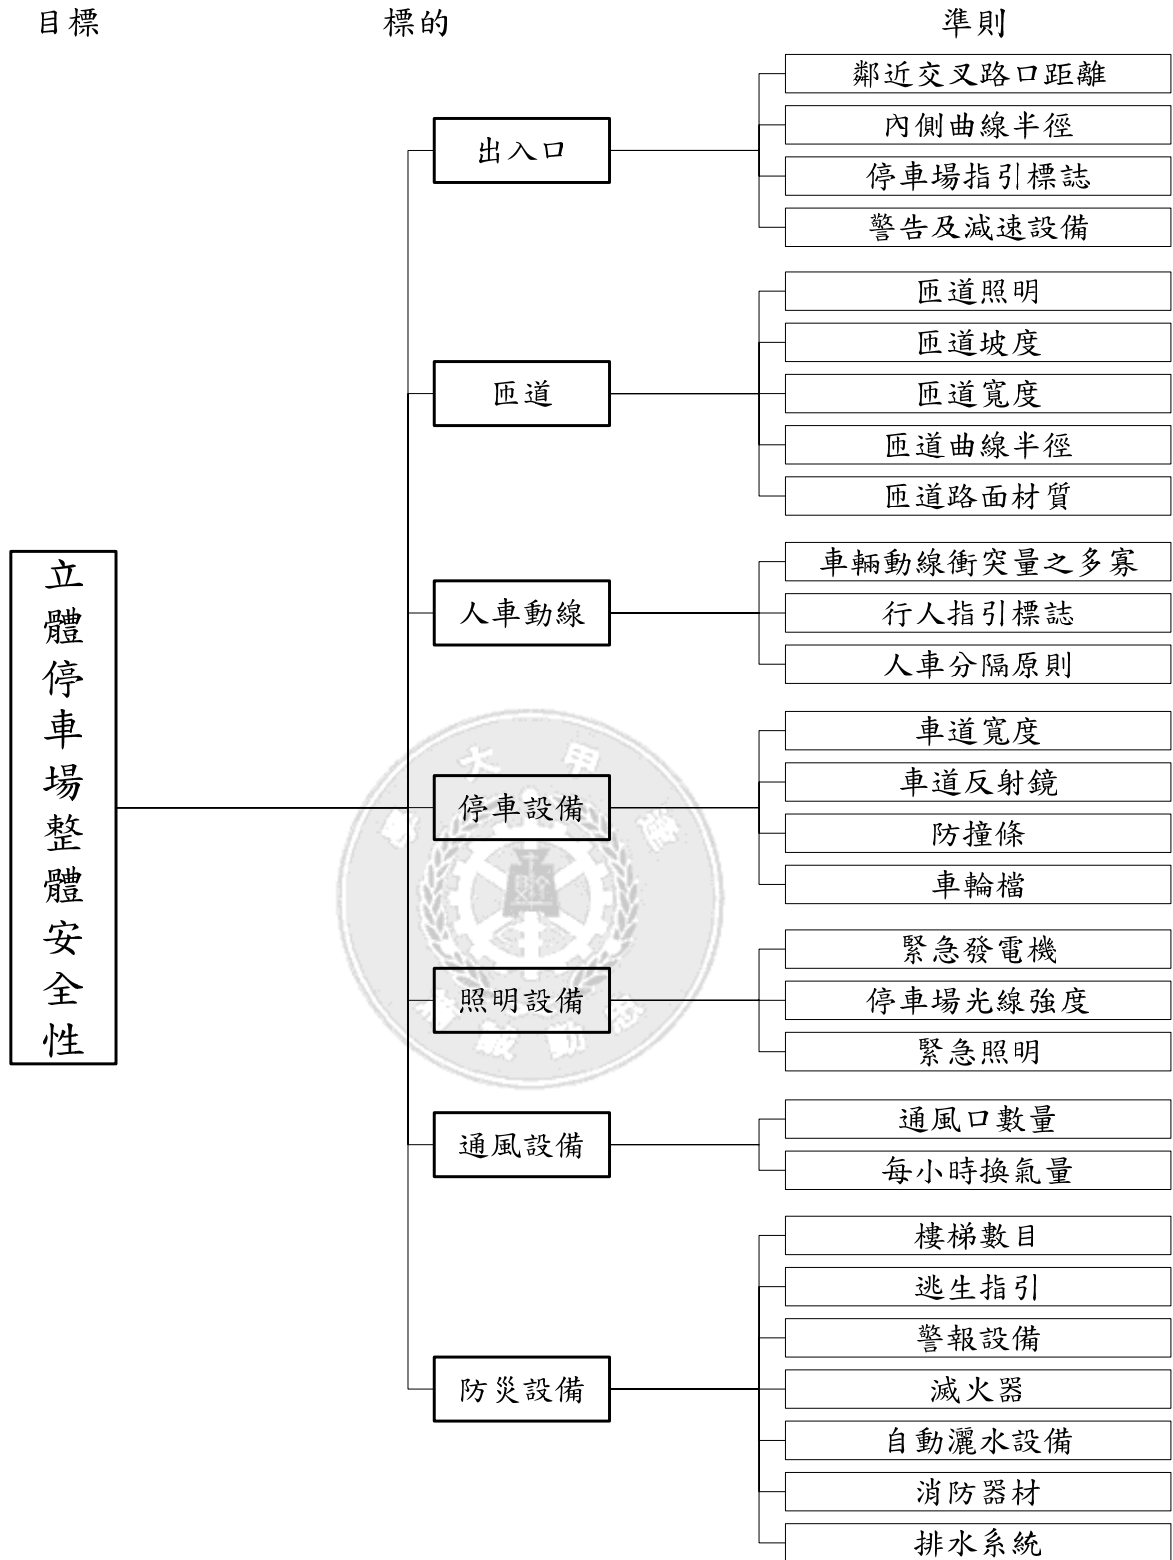 目標 標的 準則
立體停車場整體安全性
出入口
鄰近交叉路口距離
內側曲線半徑
停車場指引標誌
警告及減速設備
匝道
匝道照明
匝道坡度
匝道寬度
匝道曲線半徑
匝道路面材質
人車動線
車輛動線衝突量之多寡
行人指引標誌
人車分隔原則
停車設備
車道寬度
車道反射鏡
防撞條
車輪檔
照明設備
緊急發電機
停車場光線強度
緊急照明
通風設備
通風口數量
每小時換氣量
防災設備
樓梯數目
逃生指引
警報設備
滅火器
自動灑水設備
消防器材
排水系統